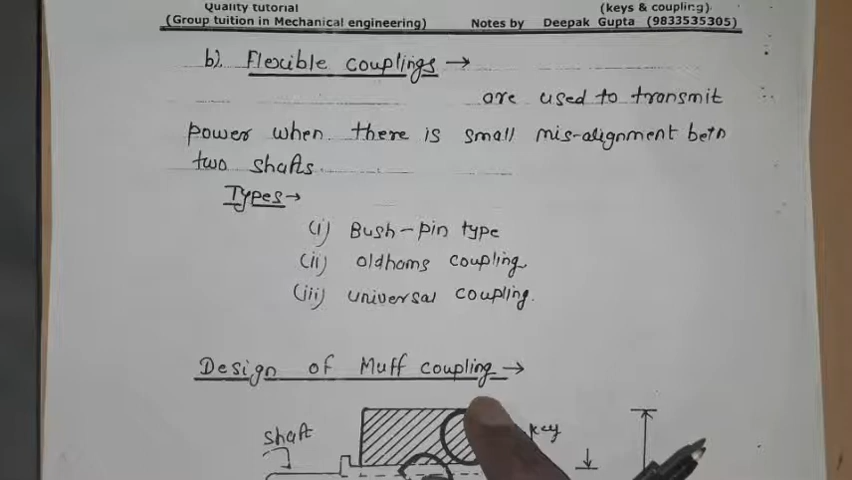 Quality tutorial (keys & coupling)
(Group tuition in Mechanical engineering) Notes by Deepak Gupta (9833535305)
b). Flexible couplings →
are used to transmit
power when there is small mis-alignment betn
two shafts.
Types →
(i) Bush-pin type
(ii) oldhams coupling
(iii) universal coupling.
Design of Muff coupling →
shaft key